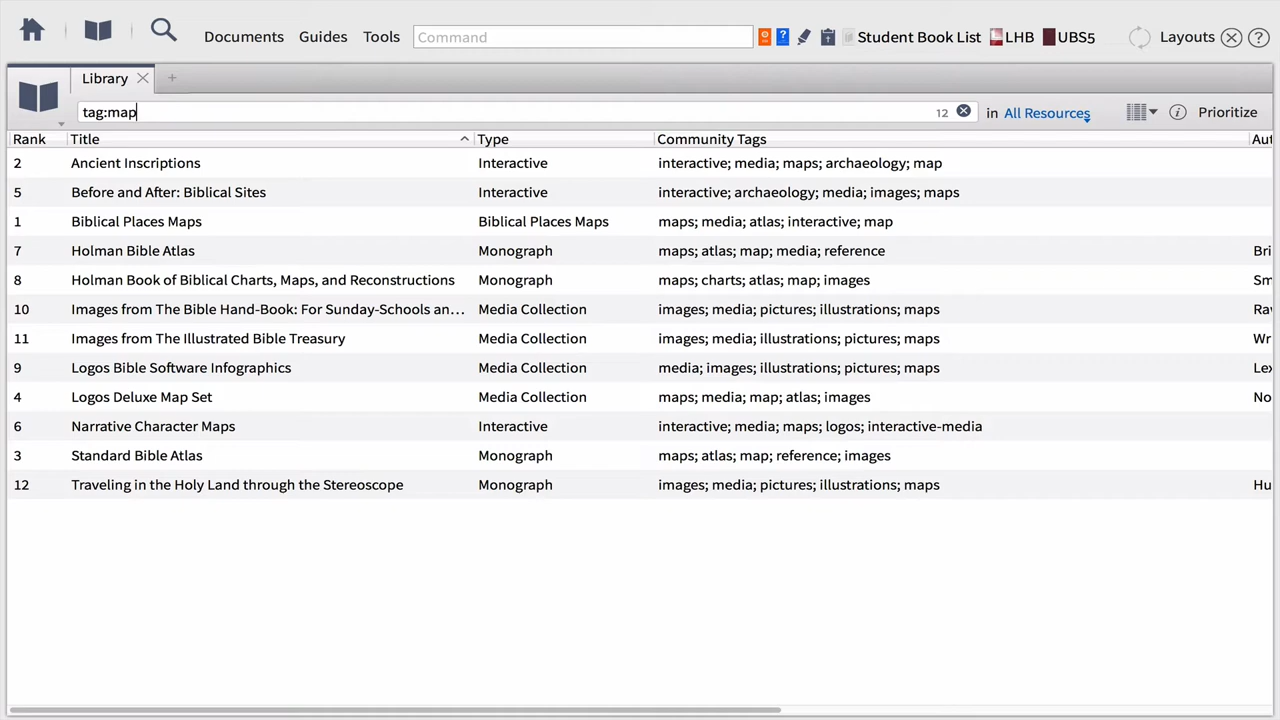 Documents Guides Tools Command Student Book List LHB UBS5 Layouts
Library
tag:map 12 in All Resources Prioritize
Rank Title Type Community Tags Aut
2 Ancient Inscriptions Interactive interactive; media; maps; archaeology; map
5 Before and After: Biblical Sites Interactive interactive; archaeology; media; images; maps
1 Biblical Places Maps Biblical Places Maps maps; media; atlas; interactive; map
7 Holman Bible Atlas Monograph maps; atlas; map; media; reference Bri
8 Holman Book of Biblical Charts, Maps, and Reconstructions Monograph maps; charts; atlas; map; images Sm
10 Images from The Bible Hand-Book: For Sunday-Schools an... Media Collection images; media; pictures; illustrations; maps Rav
11 Images from The Illustrated Bible Treasury Media Collection images; media; illustrations; pictures; maps Wr
9 Logos Bible Software Infographics Media Collection media; images; illustrations; pictures; maps Lex
4 Logos Deluxe Map Set Media Collection maps; media; map; atlas; images No
6 Narrative Character Maps Interactive interactive; media; maps; logos; interactive-media
3 Standard Bible Atlas Monograph maps; atlas; map; reference; images
12 Traveling in the Holy Land through the Stereoscope Monograph images; media; pictures; illustrations; maps Hu